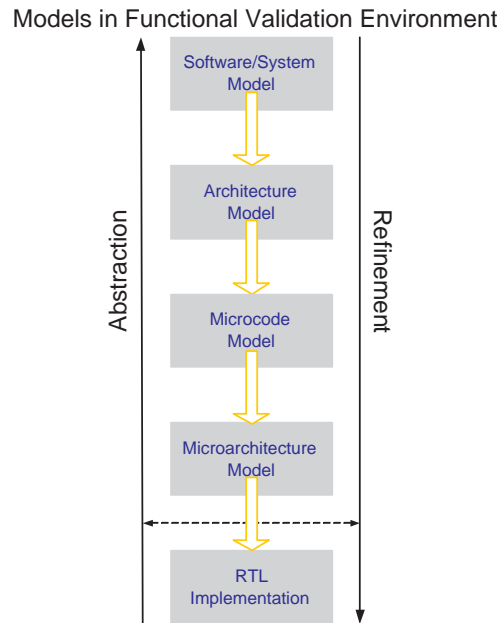 Models in Functional Validation Environment
Software/System
Model
Architecture
Model
Abstraction
Refinement
Microcode
Model
Microarchitecture
Model
RTL
Implementation